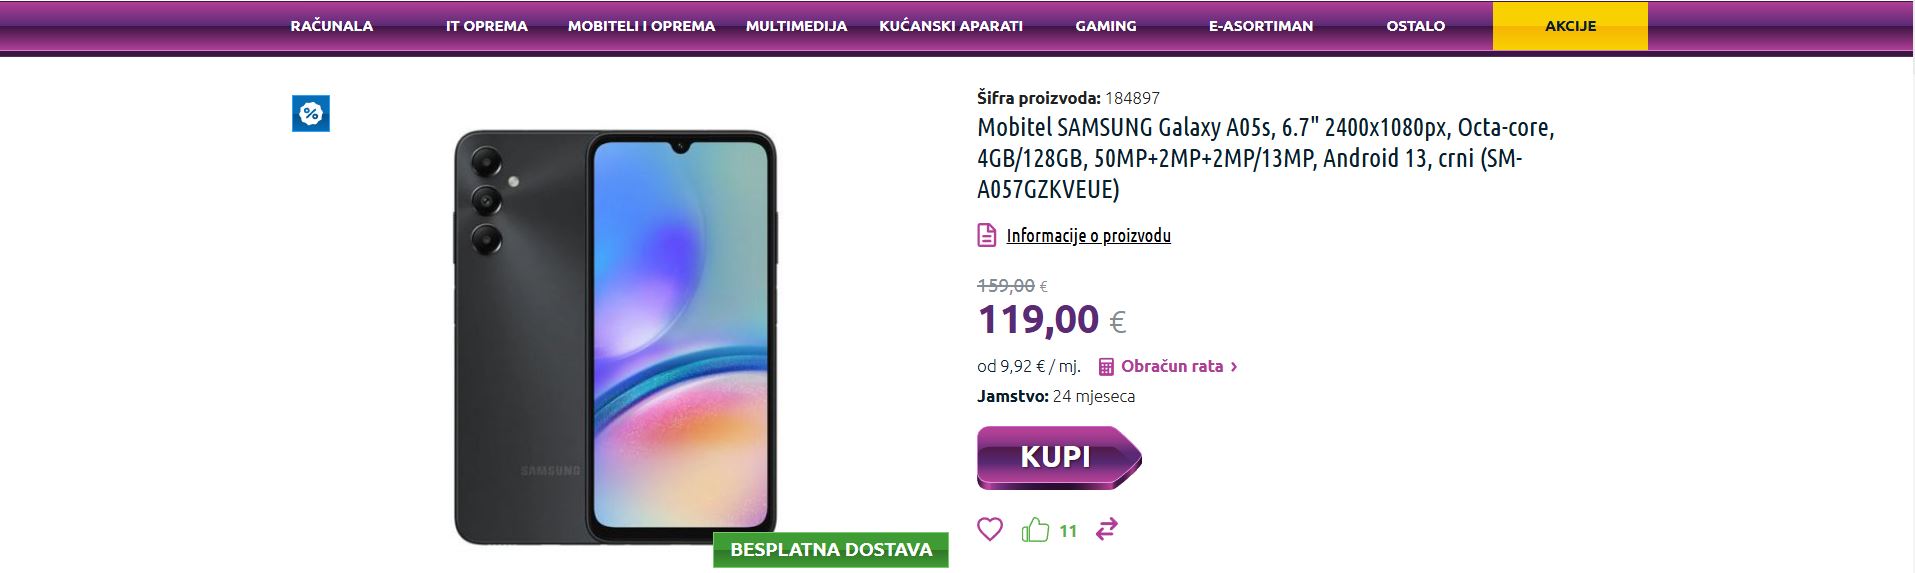 RAČUNALA IT OPREMA MOBITELI I OPREMA MULTIMEDIJA KUĆANSKI APARATI GAMING E-ASORTIMAN OSTALO AKCIJE
%
SAMSUNG
BESPLATNA DOSTAVA
Šifra proizvoda: 184897
Mobitel SAMSUNG Galaxy A05s, 6.7" 2400x1080px, Octa-core,
4GB/128GB, 50MP+2MP+2MP/13MP, Android 13, crni (SM-
A057GZKVEUE)
Informacije o proizvodu
159,00 €
119,00 €
od 9,92 € / mj. Obračun rata ›
Jamstvo: 24 mjeseca
KUPI
11